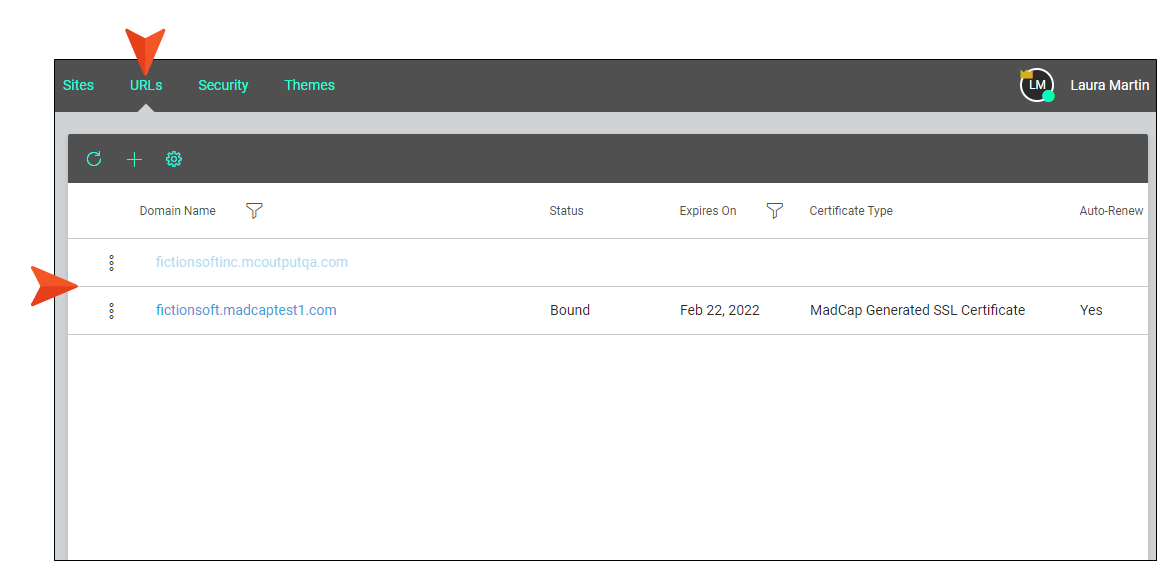 Sites URLs Security Themes LM Laura Martin
Domain Name Status Expires On Certificate Type Auto-Renew
fictionsoftinc.mcoutputqa.com
fictionsoft.madcaptest1.com Bound Feb 22, 2022 MadCap Generated SSL Certificate Yes